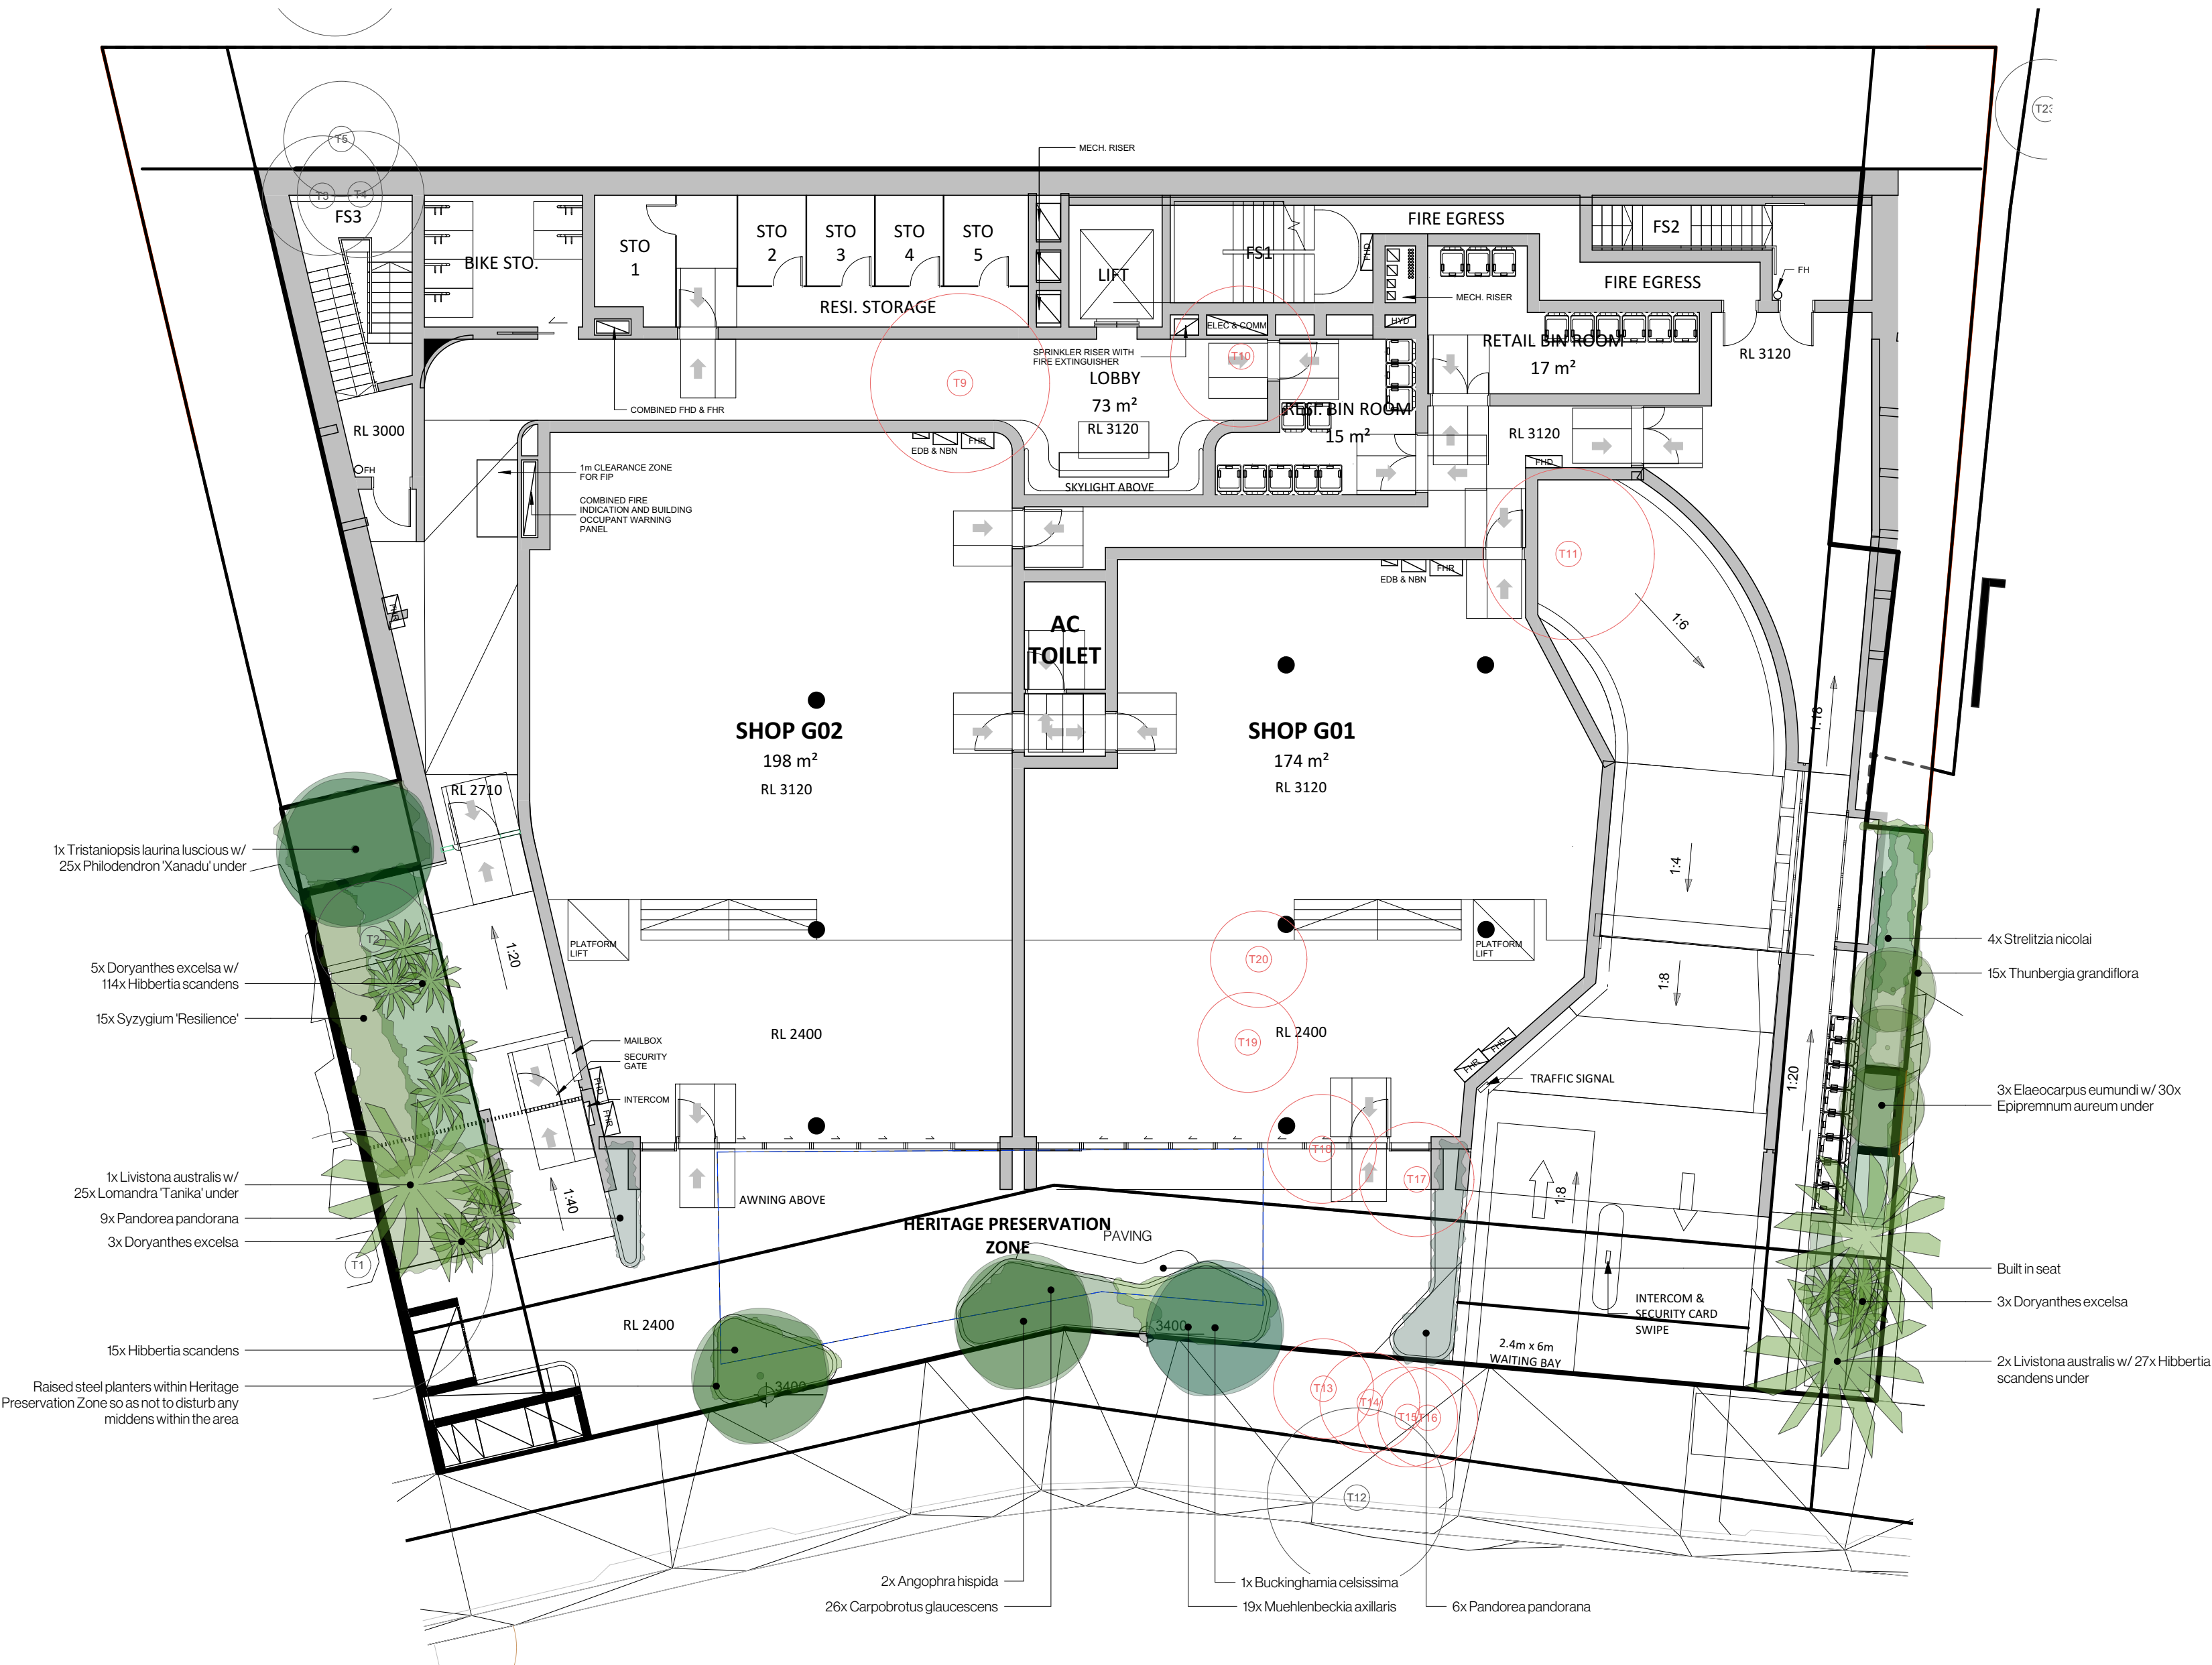 T5
T23
MECH. RISER
T3
T4
FS3
BIKE STO.
STO
1
STO
2
STO
3
STO
4
STO
5
RESI. STORAGE
LIFT
FS1
FHD
FIRE EGRESS
FS2
FIRE EGRESS
FH
MECH. RISER
HYD
ELEC & COMM
SPRINKLER RISER WITH
FIRE EXTINGUISHER
T10
T9
LOBBY
73 m²
RL 3120
RETAIL BIN ROOM
17 m²
RL 3120
COMBINED FHD & FHR
RESI. BIN ROOM
15 m²
RL 3120
RL 3000
FH
EDB & NBN
FHR
1m CLEARANCE ZONE
FOR FIP
COMBINED FIRE
INDICATION AND BUILDING
OCCUPANT WARNING
PANEL
SKYLIGHT ABOVE
FHD
T11
EDB & NBN
FHR
FHR
AC
TOILET
1:6
1:18
SHOP G02
198 m²
RL 3120
SHOP G01
174 m²
RL 3120
RL 2710
1x Tristaniopsis laurina luscious w/
25x Philodendron 'Xanadu' under
1:4
T2
1:20
PLATFORM
LIFT
PLATFORM
LIFT
T20
4x Strelitzia nicolai
15x Thunbergia grandiflora
5x Doryanthes excelsa w/
114x Hibbertia scandens
15x Syzygium 'Resilience'
1:8
RL 2400
T19
RL 2400
MAILBOX
SECURITY
GATE
INTERCOM
FHD
FHR
FHR
FHD
TRAFFIC SIGNAL
1:20
3x Elaeocarpus eumundi w/ 30x
Epipremnum aureum under
T18
T17
1x Livistona australis w/
25x Lomandra 'Tanika' under
9x Pandorea pandorana
3x Doryanthes excelsa
1:40
AWNING ABOVE
1:8
HERITAGE PRESERVATION
ZONE
PAVING
T1
Built in seat
INTERCOM &
SECURITY CARD
SWIPE
3x Doryanthes excelsa
RL 2400
3400
2.4m x 6m
WAITING BAY
15x Hibbertia scandens
2x Livistona australis w/ 27x Hibbertia
scandens under
Raised steel planters within Heritage
Preservation Zone so as not to disturb any
middens within the area
3400
T13
T14
T15
T16
T12
2x Angophra hispida
26x Carpobrotus glaucescens
1x Buckinghamia celsissima
19x Muehlenbeckia axillaris
6x Pandorea pandorana